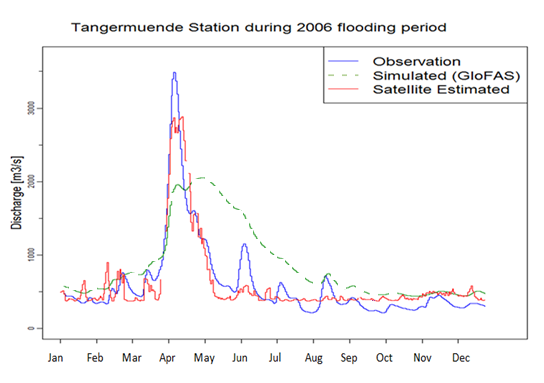 Tangermuende Station during 2006 flooding period
Observation
Simulated (GloFAS)
Satellite Estimated
Discharge [m3/s]
3000
2000
1000
0
Jan Feb Mar Apr May Jun Jul Aug Sep Oct Nov Dec